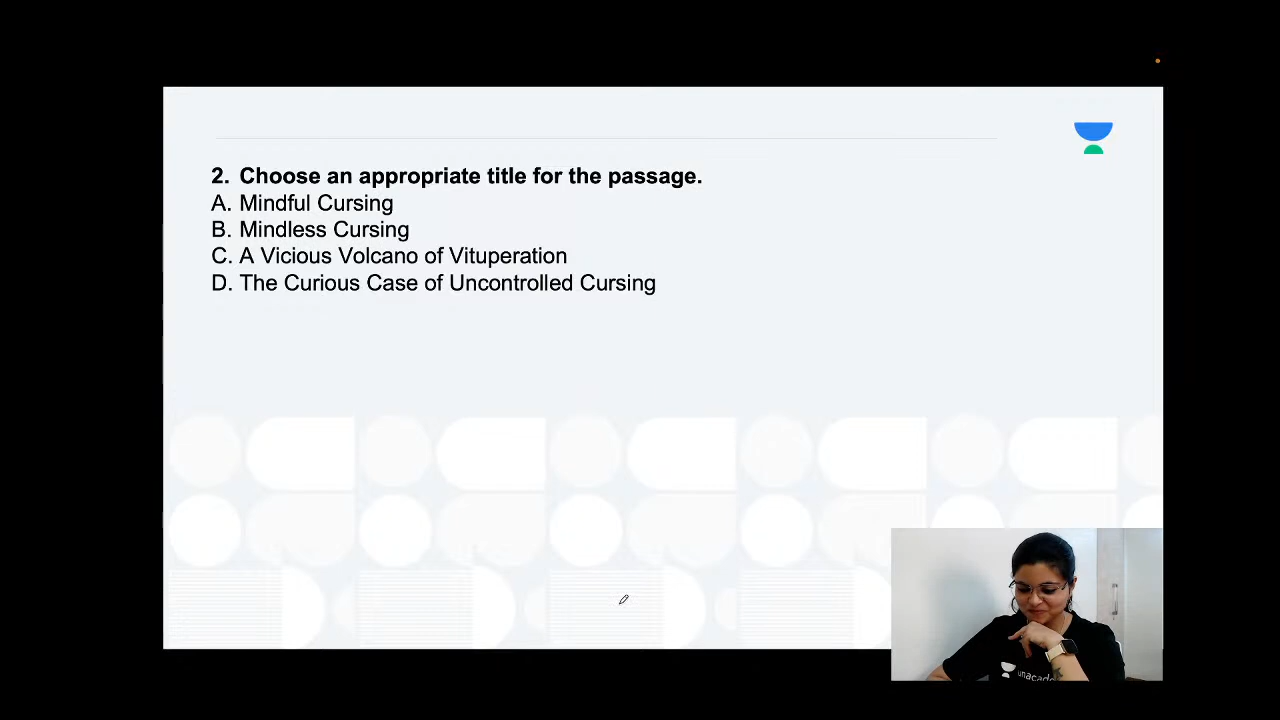 2. Choose an appropriate title for the passage.
A. Mindful Cursing
B. Mindless Cursing
C. A Vicious Volcano of Vituperation
D. The Curious Case of Uncontrolled Cursing